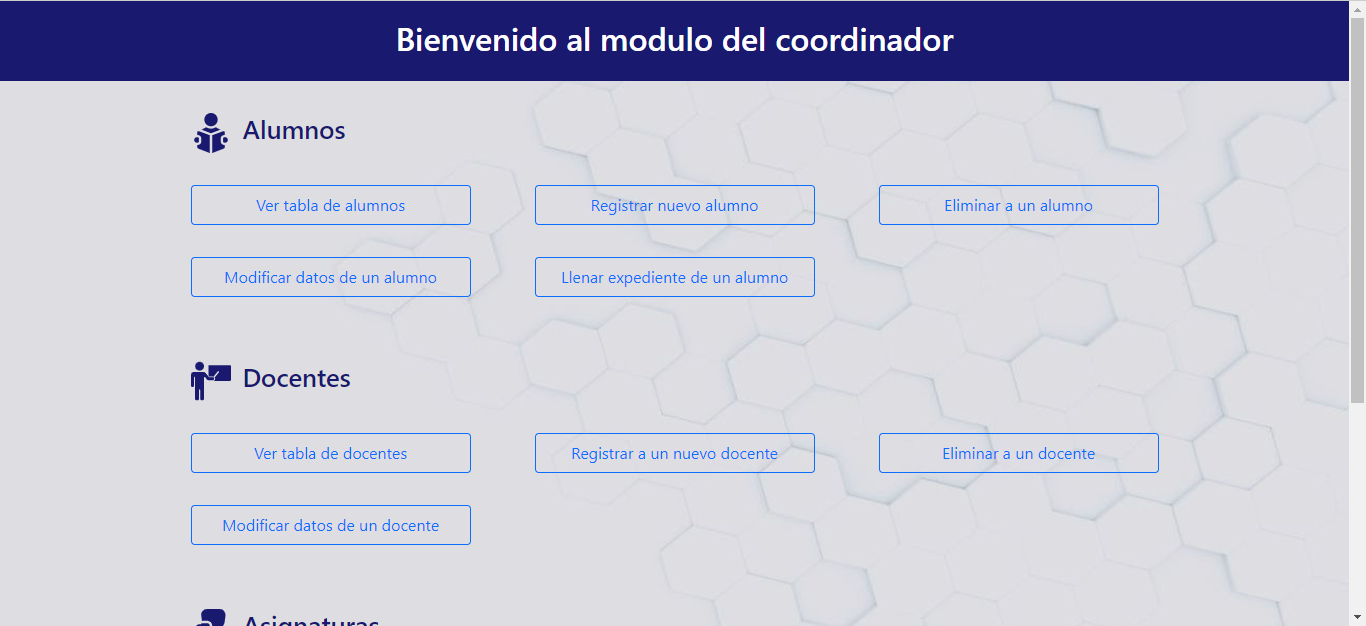 Bienvenido al modulo del coordinador
Alumnos
Ver tabla de alumnos
Registrar nuevo alumno
Eliminar a un alumno
Modificar datos de un alumno
Llenar expediente de un alumno
Docentes
Ver tabla de docentes
Registrar a un nuevo docente
Eliminar a un docente
Modificar datos de un docente
Asignaturas